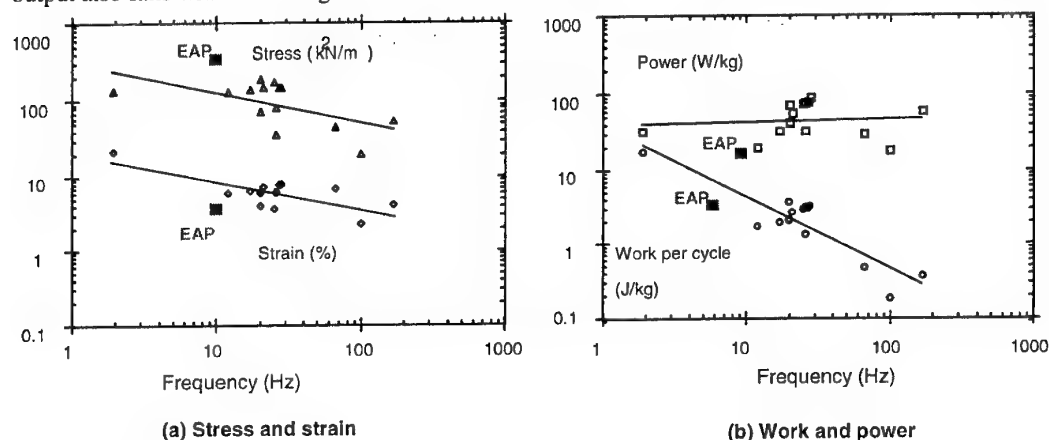 1000
100
10
1
0.1
EAP
Stress (kN/m2)
EAP
Strain (%)
1
10
100
1000
Frequency (Hz)
(a) Stress and strain
1000
100
10
1
0.1
Power (W/kg)
EAP
EAP
Work per cycle
(J/kg)
1
10
100
1000
Frequency (Hz)
(b) Work and power